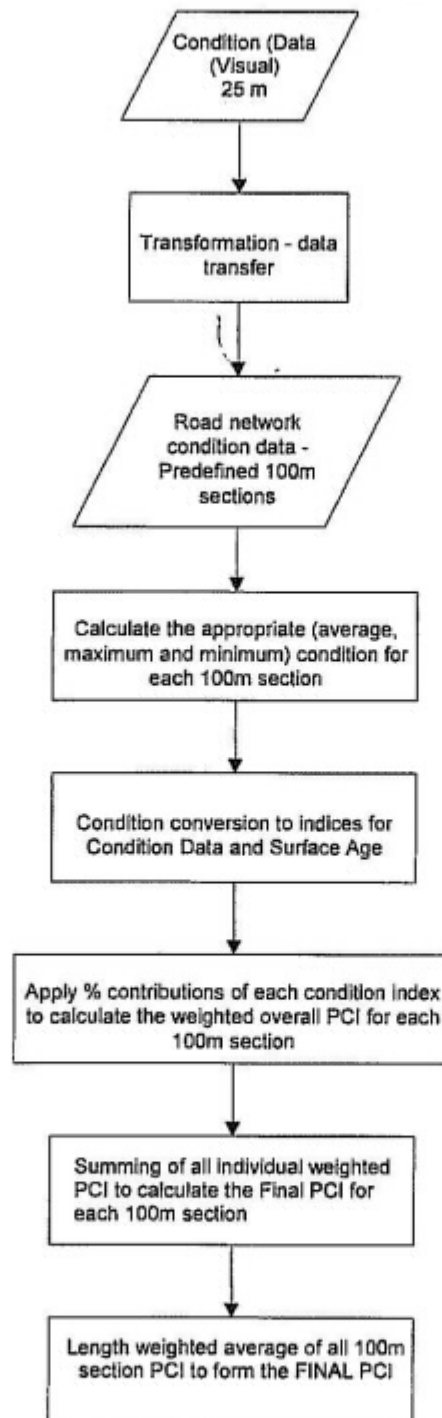 Condition (Data
(Visual)
25 m
Transformation - data
transfer
Road network
condition data -
Predefined 100m
sections
Calculate the appropriate (average,
maximum and minimum) condition for
each 100m section
Condition conversion to indices for
Condition Data and Surface Age
Apply % contributions of each condition index
to calculate the weighted overall PCI for each
100m section
Summing of all individual weighted
PCI to calculate the Final PCI for
each 100m section
Length weighted average of all 100m
section PCI to form the FINAL PCI